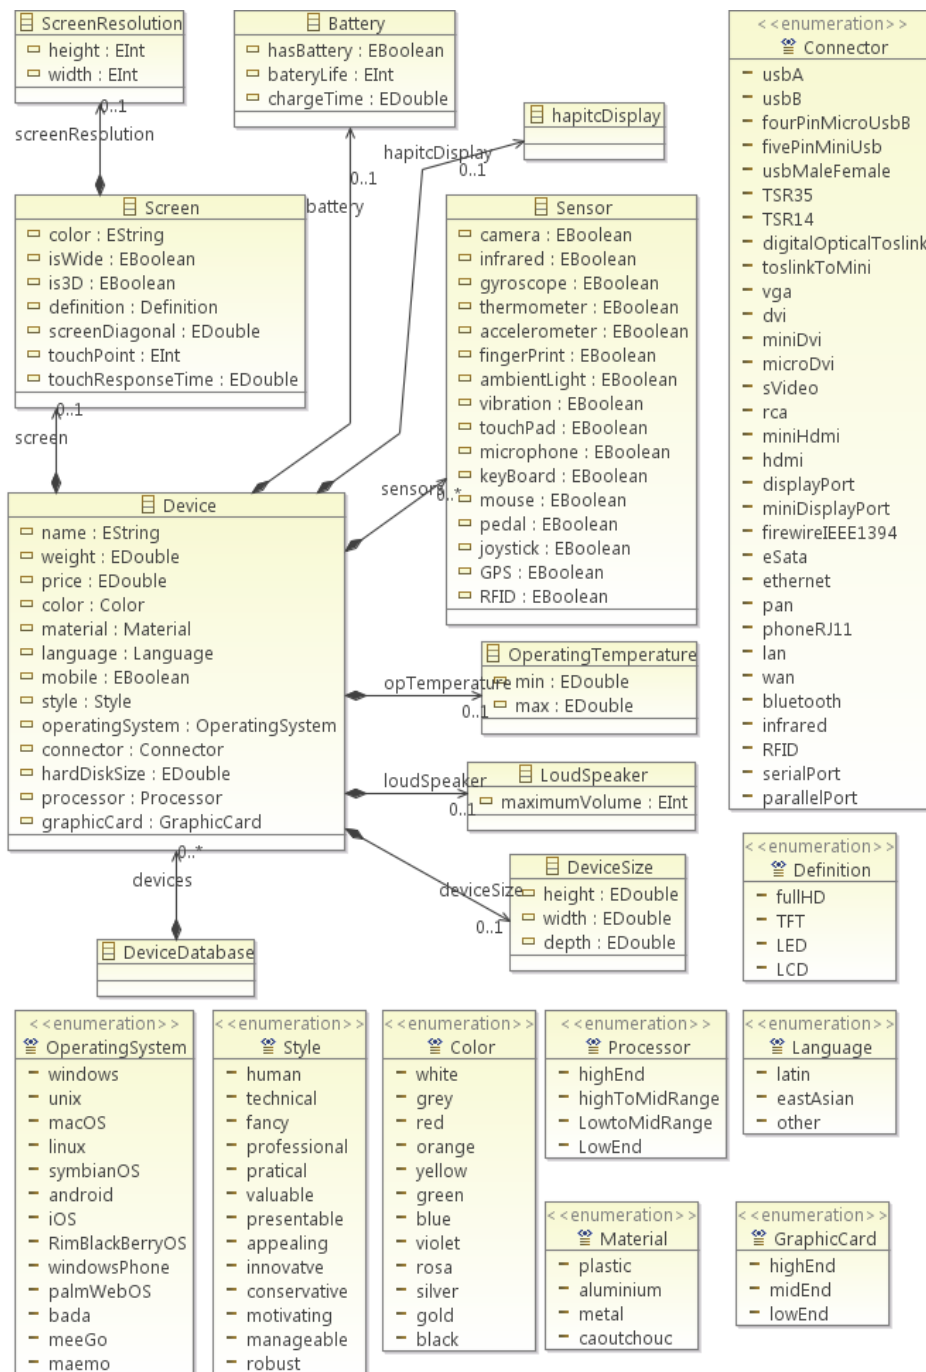 ScreenResolution
height : EInt
width : EInt
0..1
screenResolution
Battery
hasBattery : EBoolean
bateryLife : EInt
chargeTime : EDouble
0..1
battery
hapitcDisplay
hapitcDisplay
0..1
Screen
color : EString
isWide : EBoolean
is3D : EBoolean
definition : Definition
screenDiagonal : EDouble
touchPoint : EInt
touchResponseTime : EDouble
0..1
screen
Sensor
camera : EBoolean
infrared : EBoolean
gyroscope : EBoolean
thermometer : EBoolean
accelerometer : EBoolean
fingerPrint : EBoolean
ambientLight : EBoolean
vibration : EBoolean
touchPad : EBoolean
microphone : EBoolean
keyBoard : EBoolean
mouse : EBoolean
pedal : EBoolean
joystick : EBoolean
GPS : EBoolean
RFID : EBoolean
sensors
0..*
Device
name : EString
weight : EDouble
price : EDouble
color : Color
material : Material
language : Language
mobile : EBoolean
style : Style
operatingSystem : OperatingSystem
connector : Connector
hardDiskSize : EDouble
processor : Processor
graphicCard : GraphicCard
0..*
devices
OperatingTemperature
min : EDouble
max : EDouble
opTemperature
0..1
LoudSpeaker
maximumVolume : EInt
loudSpeaker
0..1
DeviceSize
height : EDouble
width : EDouble
depth : EDouble
deviceSize
0..1
DeviceDatabase
<<enumeration>>
Connector
usbA
usbB
fourPinMicroUsbB
fivePinMiniUsb
usbMaleFemale
TSR35
TSR14
digitalOpticalToslink
toslinkToMini
vga
dvi
miniDvi
microDvi
sVideo
rca
miniHdmi
hdmi
displayPort
miniDisplayPort
firewireIEEE1394
eSata
ethernet
pan
phoneRJ11
lan
wan
bluetooth
infrared
RFID
serialPort
parallelPort
<<enumeration>>
Definition
fullHD
TFT
LED
LCD
<<enumeration>>
OperatingSystem
windows
unix
macOS
linux
symbianOS
android
iOS
RimBlackBerryOS
windowsPhone
palmWebOS
bada
meeGo
maemo
<<enumeration>>
Style
human
technical
fancy
professional
pratical
valuable
presentable
appealing
innovatve
conservative
motivating
manageable
robust
<<enumeration>>
Color
white
grey
red
orange
yellow
green
blue
violet
rosa
silver
gold
black
<<enumeration>>
Processor
highEnd
highToMidRange
LowtoMidRange
LowEnd
<<enumeration>>
Language
latin
eastAsian
other
<<enumeration>>
Material
plastic
aluminium
metal
caoutchouc
<<enumeration>>
GraphicCard
highEnd
midEnd
lowEnd